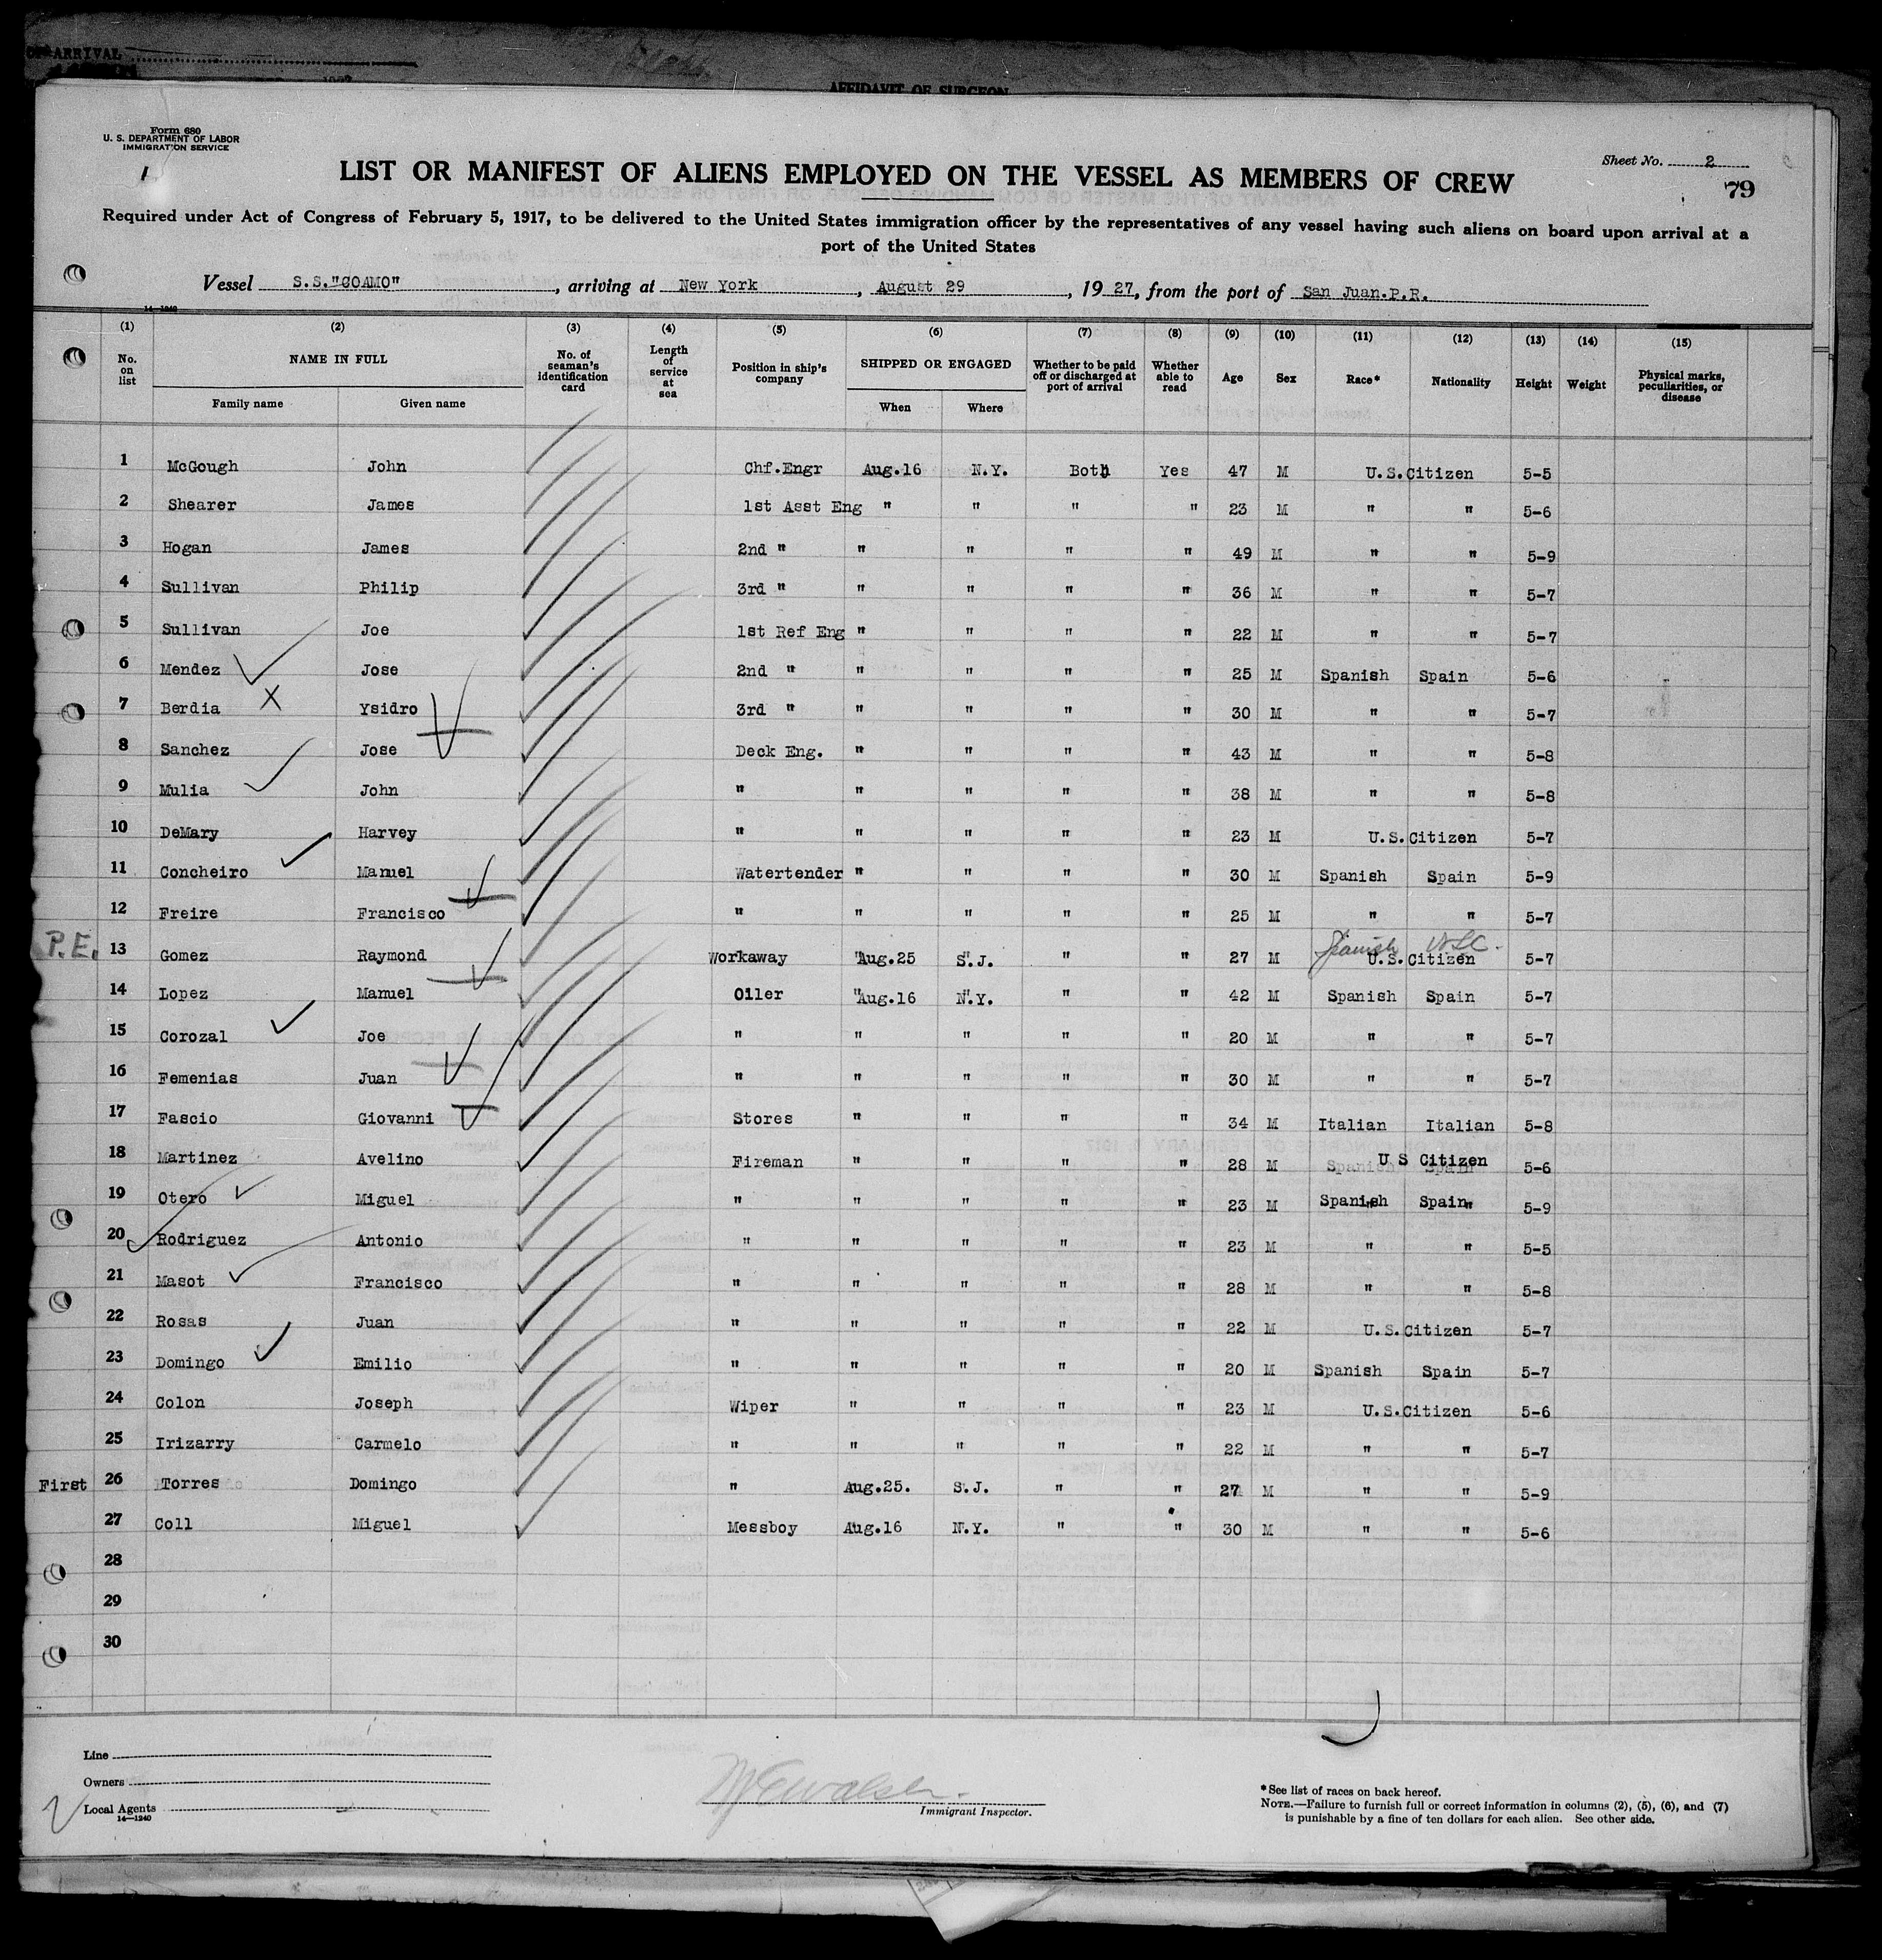 ARRIVAL
AFFIDAVIT OF SURGEON
Form 680
U. S. DEPARTMENT OF LABOR
IMMIGRATION SERVICE
LIST OR MANIFEST OF ALIENS EMPLOYED ON THE VESSEL AS MEMBERS OF CREW
Sheet No. 2
79
Required under Act of Congress of February 5, 1917, to be delivered to the United States immigration officer by the representatives of any vessel having such aliens on board upon arrival at a
port of the United States
Vessel S.S."COAMO", arriving at New York, August 29, 1927, from the port of San Juan.P.R.
14-1240
(1) (2) (3) (4) (5) (6) (7) (8) (9) (10) (11) (12) (13) (14) (15)
No. on list NAME IN FULL No. of seaman's identification card Length of service at sea Position in ship's company SHIPPED OR ENGAGED Whether to be paid off or discharged at port of arrival Whether able to read Age Sex Race* Nationality Height Weight Physical marks, peculiarities, or disease
Family name Given name When Where
1 McGough John Chf.Engr Aug.16 N.Y. Both Yes 47 M U.S.Citizen 5-5
2 Shearer James 1st Asst Eng " " " " 23 M " " 5-6
3 Hogan James 2nd " " " " " 49 M " " 5-9
4 Sullivan Philip 3rd " " " " " 36 M " " 5-7
5 Sullivan Joe 1st Ref Eng " " " " 22 M " " 5-7
6 Mendez Jose 2nd " " " " " 25 M Spanish Spain 5-6
7 Berdia X Ysidro 3rd " " " " " 30 M " " 5-7
8 Sanchez Jose Deck Eng. " " " " 43 M " " 5-8
9 Mulia John " " " " " 38 M " " 5-8
10 DeMary Harvey " " " " " 23 M U.S.Citizen 5-7
11 Concheiro Manuel Watertender " " " " 30 M Spanish Spain 5-9
12 Freire Francisco " " " " " 25 M " " 5-7
P.E. 13 Gomez Raymond Workaway Aug.25 S.J. " " 27 M Spanish U.S.Citizen 5-7
14 Lopez Manuel Oiler Aug.16 N.Y. " " 42 M Spanish Spain 5-7
15 Corozal Joe " " " " " 20 M " " 5-7
16 Femenias Juan " " " " " 30 M " " 5-7
17 Fascio Giovanni Stores " " " " 34 M Italian Italian 5-8
18 Martinez Avelino Fireman " " " " 28 M U S Citizen 5-6
19 Otero Miguel " " " " " 23 M Spanish Spain 5-9
20 Rodriguez Antonio " " " " " 23 M " " 5-5
21 Masot Francisco " " " " " 28 M " " 5-8
22 Rosas Juan " " " " " 22 M U.S.Citizen 5-7
23 Domingo Emilio " " " " " 20 M Spanish Spain 5-7
24 Colon Joseph Wiper " " " " 23 M U.S.Citizen 5-6
25 Irizarry Carmelo " " " " " 22 M " " 5-7
First 26 Torres Domingo " Aug.25. S.J. " " 27 M " " 5-9
27 Coll Miguel Messboy Aug.16 N.Y. " " 30 M " " 5-6
28
29
30
Line
Owners
Local Agents
14-1240
Immigrant Inspector.
*See list of races on back hereof.
NOTE.—Failure to furnish full or correct information in columns (2), (5), (6), and (7)
is punishable by a fine of ten dollars for each alien. See other side.